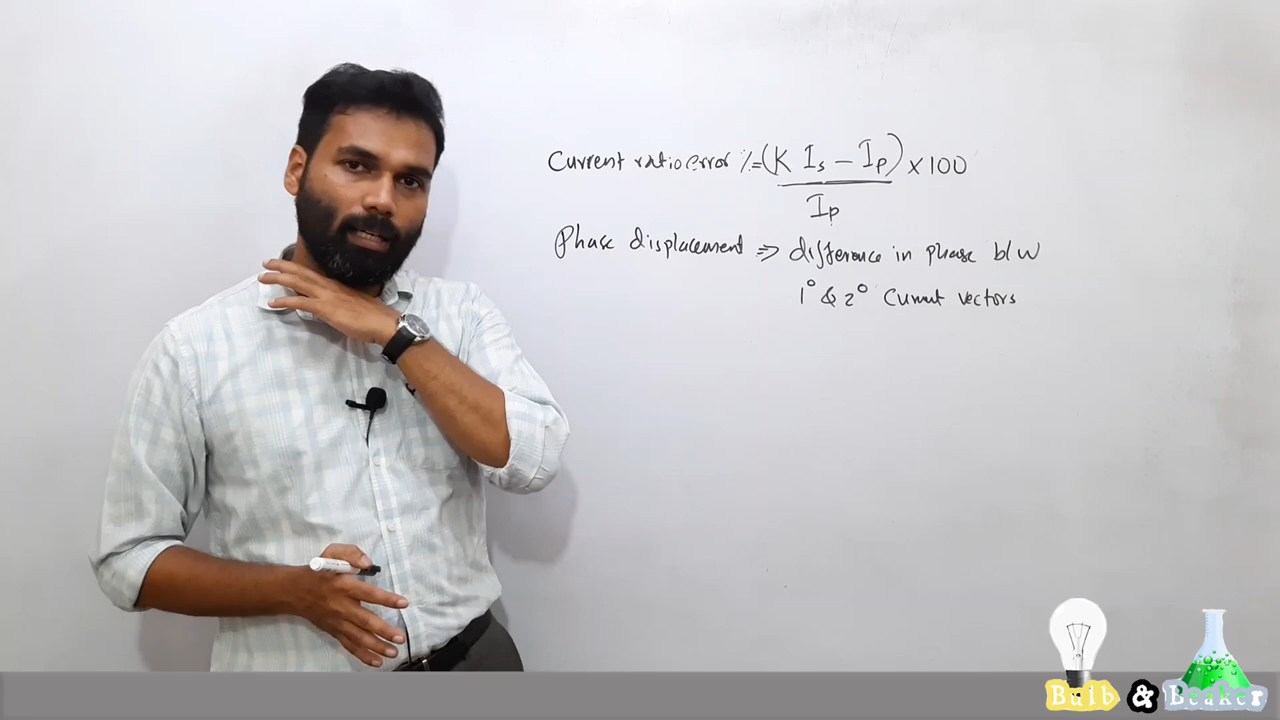 Current ratio error %=(K Is − Ip) × 100
Ip
Phase displacement => difference in phase b/w
1° & 2° Current vectors
Bulb & Beaker